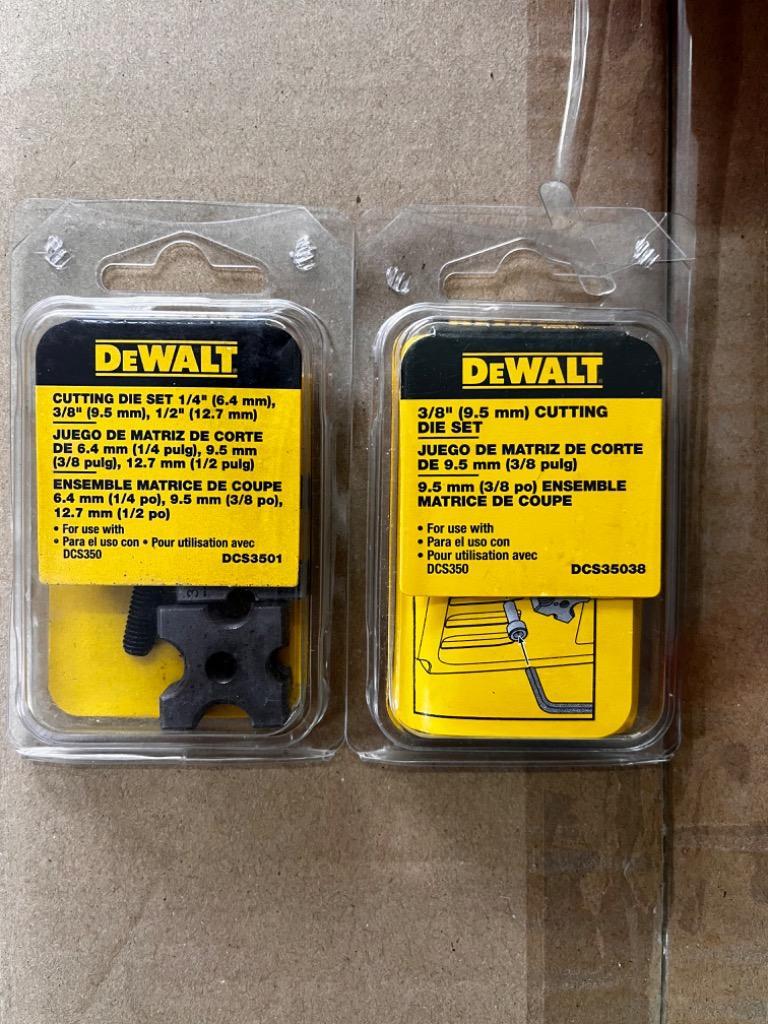 DEWALT
CUTTING DIE SET 1/4" (6.4 mm),
3/8" (9.5 mm), 1/2" (12.7 mm)
JUEGO DE MATRIZ DE CORTE
DE 6.4 mm (1/4 pulg), 9.5 mm
(3/8 pulg), 12.7 mm (1/2 pulg)
ENSEMBLE MATRICE DE COUPE
6.4 mm (1/4 po), 9.5 mm (3/8 po),
12.7 mm (1/2 po)
• For use with
• Para el uso con • Pour utilisation avec
DCS350
DCS3501
DEWALT
3/8" (9.5 mm) CUTTING
DIE SET
JUEGO DE MATRIZ DE CORTE
DE 9.5 mm (3/8 pulg)
9.5 mm (3/8 po) ENSEMBLE
MATRICE DE COUPE
• For use with
• Para el uso con
• Pour utilisation avec
DCS350
DCS35038